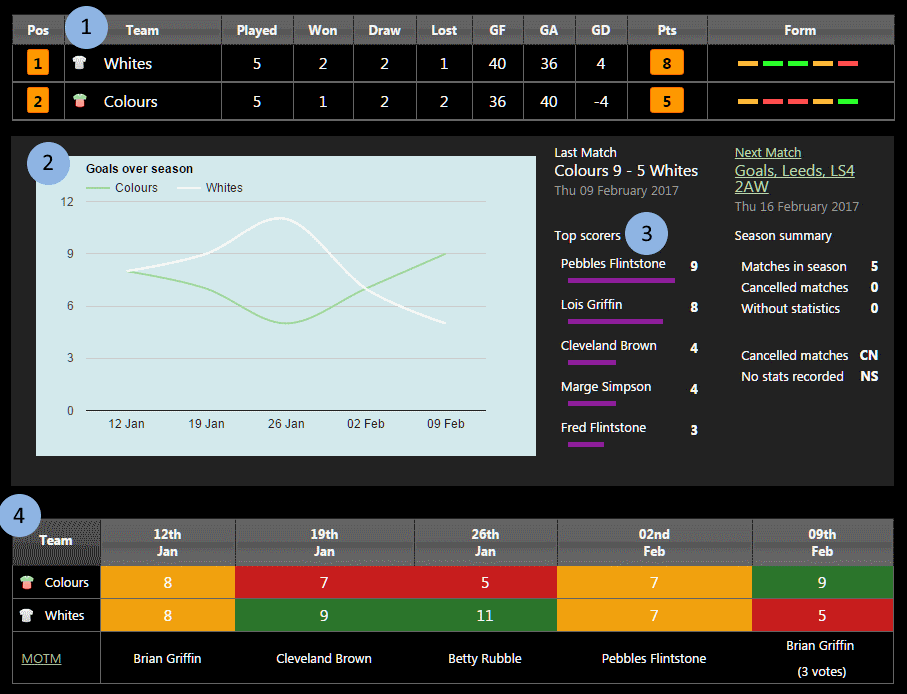 Pos 1 Team Played Won Draw Lost GF GA GD Pts Form
1 Whites 5 2 2 1 40 36 4 8
2 Colours 5 1 2 2 36 40 -4 5
2
Goals over season
Colours Whites
12
9
6
3
0
12 Jan 19 Jan 26 Jan 02 Feb 09 Feb
Last Match
Colours 9 - 5 Whites
Thu 09 February 2017
Next Match
Goals, Leeds, LS4
2AW
Thu 16 February 2017
Top scorers 3
Pebbles Flintstone 9
Lois Griffin 8
Cleveland Brown 4
Marge Simpson 4
Fred Flintstone 3
Season summary
Matches in season 5
Cancelled matches 0
Without statistics 0
Cancelled matches CN
No stats recorded NS
4
Team 12th Jan 19th Jan 26th Jan 02nd Feb 09th Feb
Colours 8 7 5 7 9
Whites 8 9 11 7 5
MOTM Brian Griffin Cleveland Brown Betty Rubble Pebbles Flintstone Brian Griffin
(3 votes)